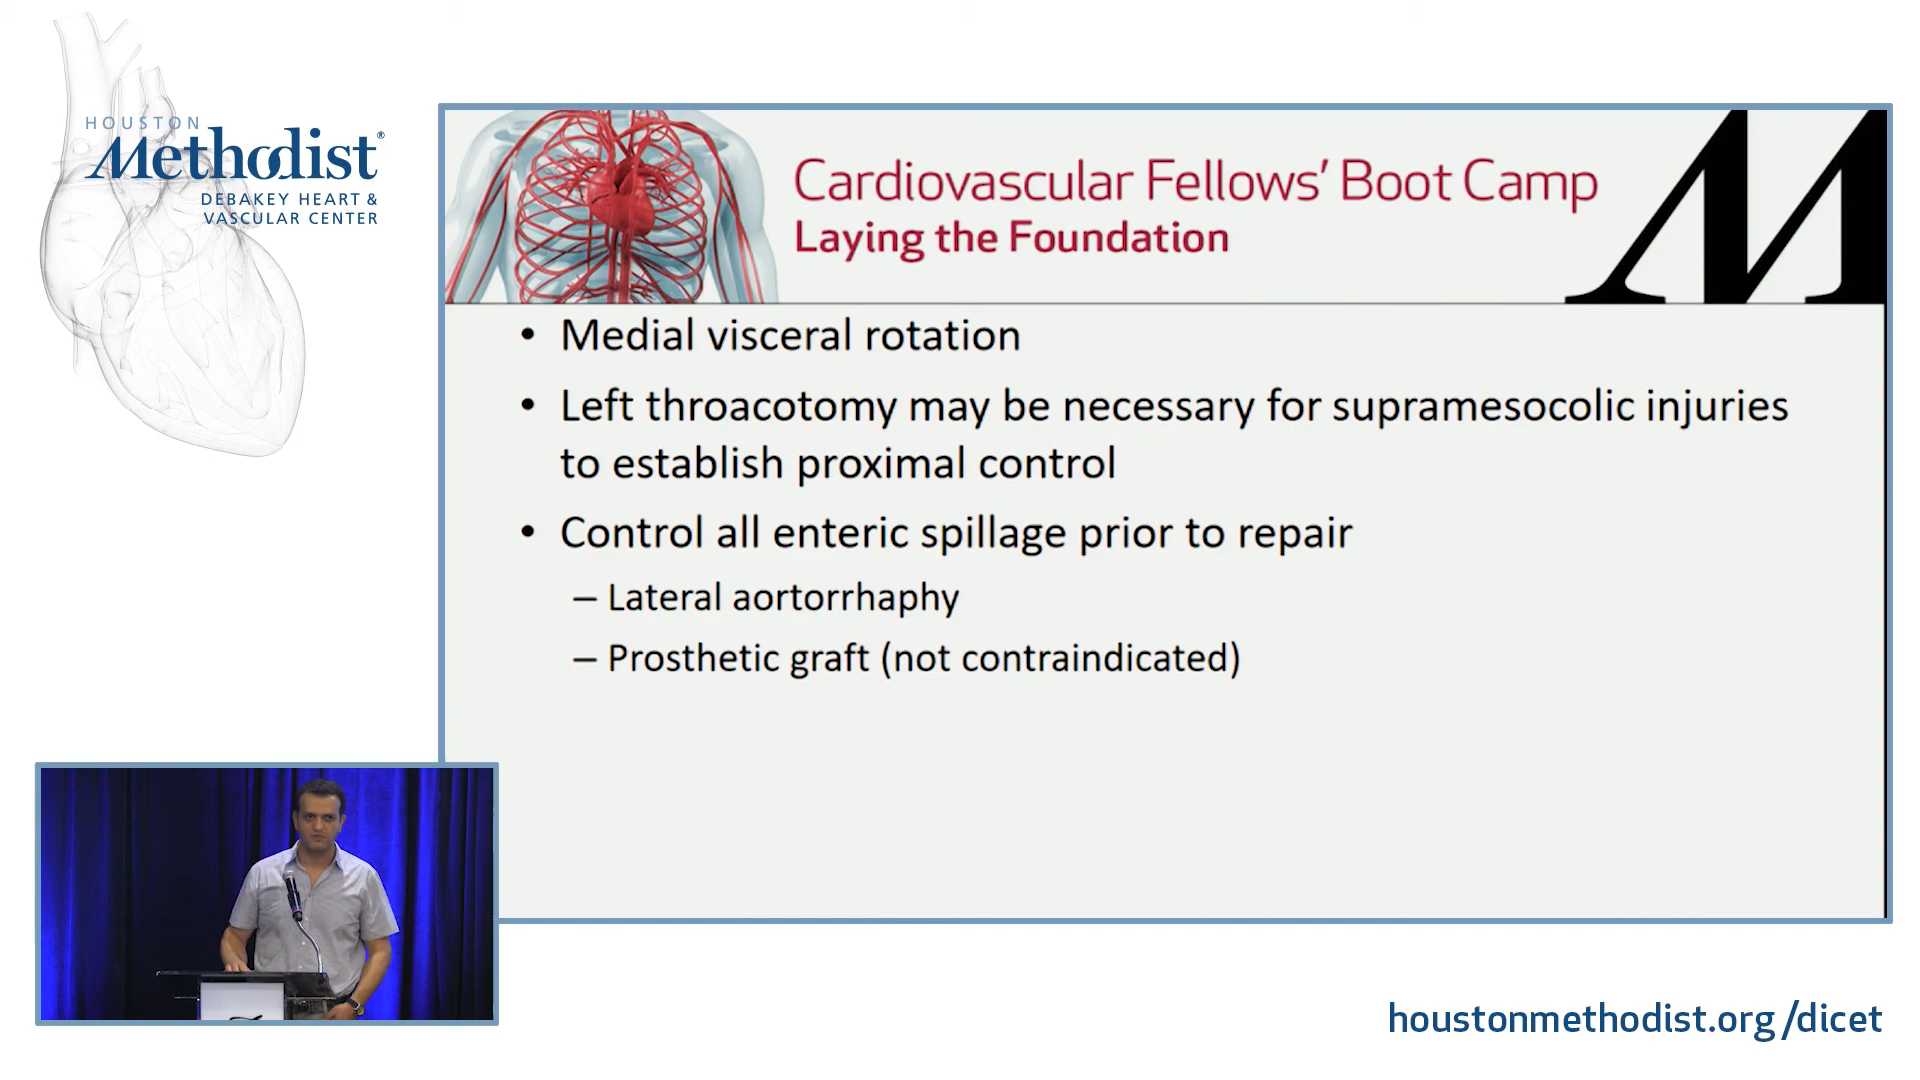 HOUSTON
Methodist®
DEBAKEY HEART &
VASCULAR CENTER
Cardiovascular Fellows’ Boot Camp
Laying the Foundation
M
• Medial visceral rotation
• Left throacotomy may be necessary for supramesocolic injuries
to establish proximal control
• Control all enteric spillage prior to repair
– Lateral aortorrhaphy
– Prosthetic graft (not contraindicated)
houstonmethodist.org/dicet